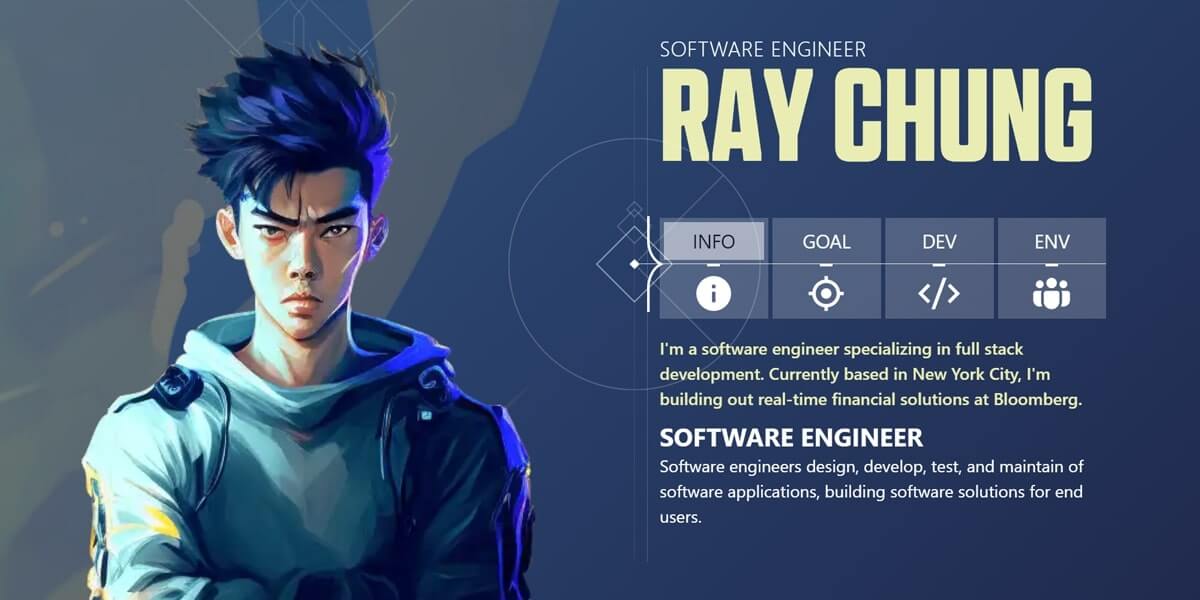 SOFTWARE ENGINEER
RAY CHUNG
INFO GOAL DEV ENV
I'm a software engineer specializing in full stack
development. Currently based in New York City, I'm
building out real-time financial solutions at Bloomberg.
SOFTWARE ENGINEER
Software engineers design, develop, test, and maintain of
software applications, building software solutions for end
users.